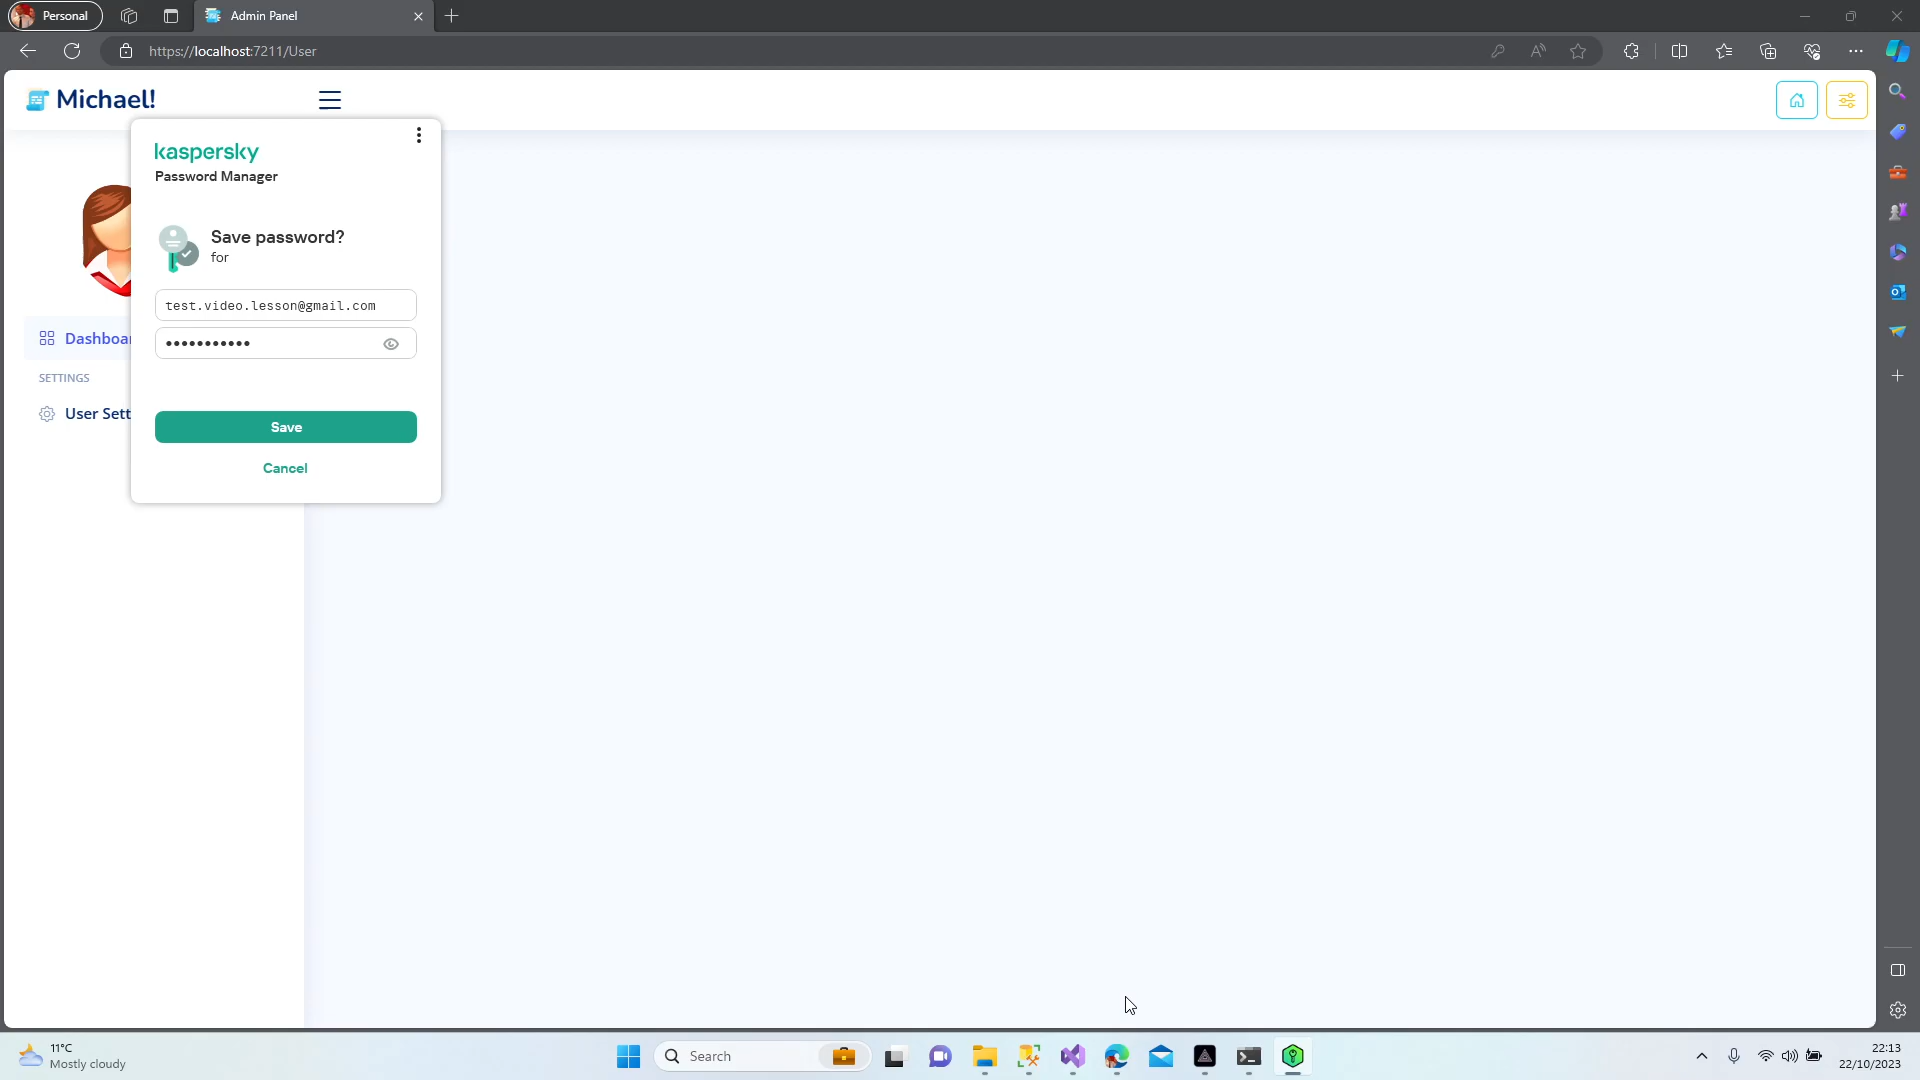 Personal
Admin Panel
https://localhost:7211/User
Michael!
kaspersky
Password Manager
Save password?
for
test.video.lesson@gmail.com
•••••••••••
Save
Cancel
Dashboar
SETTINGS
User Sett
11°C
Mostly cloudy
Search
22:13
22/10/2023